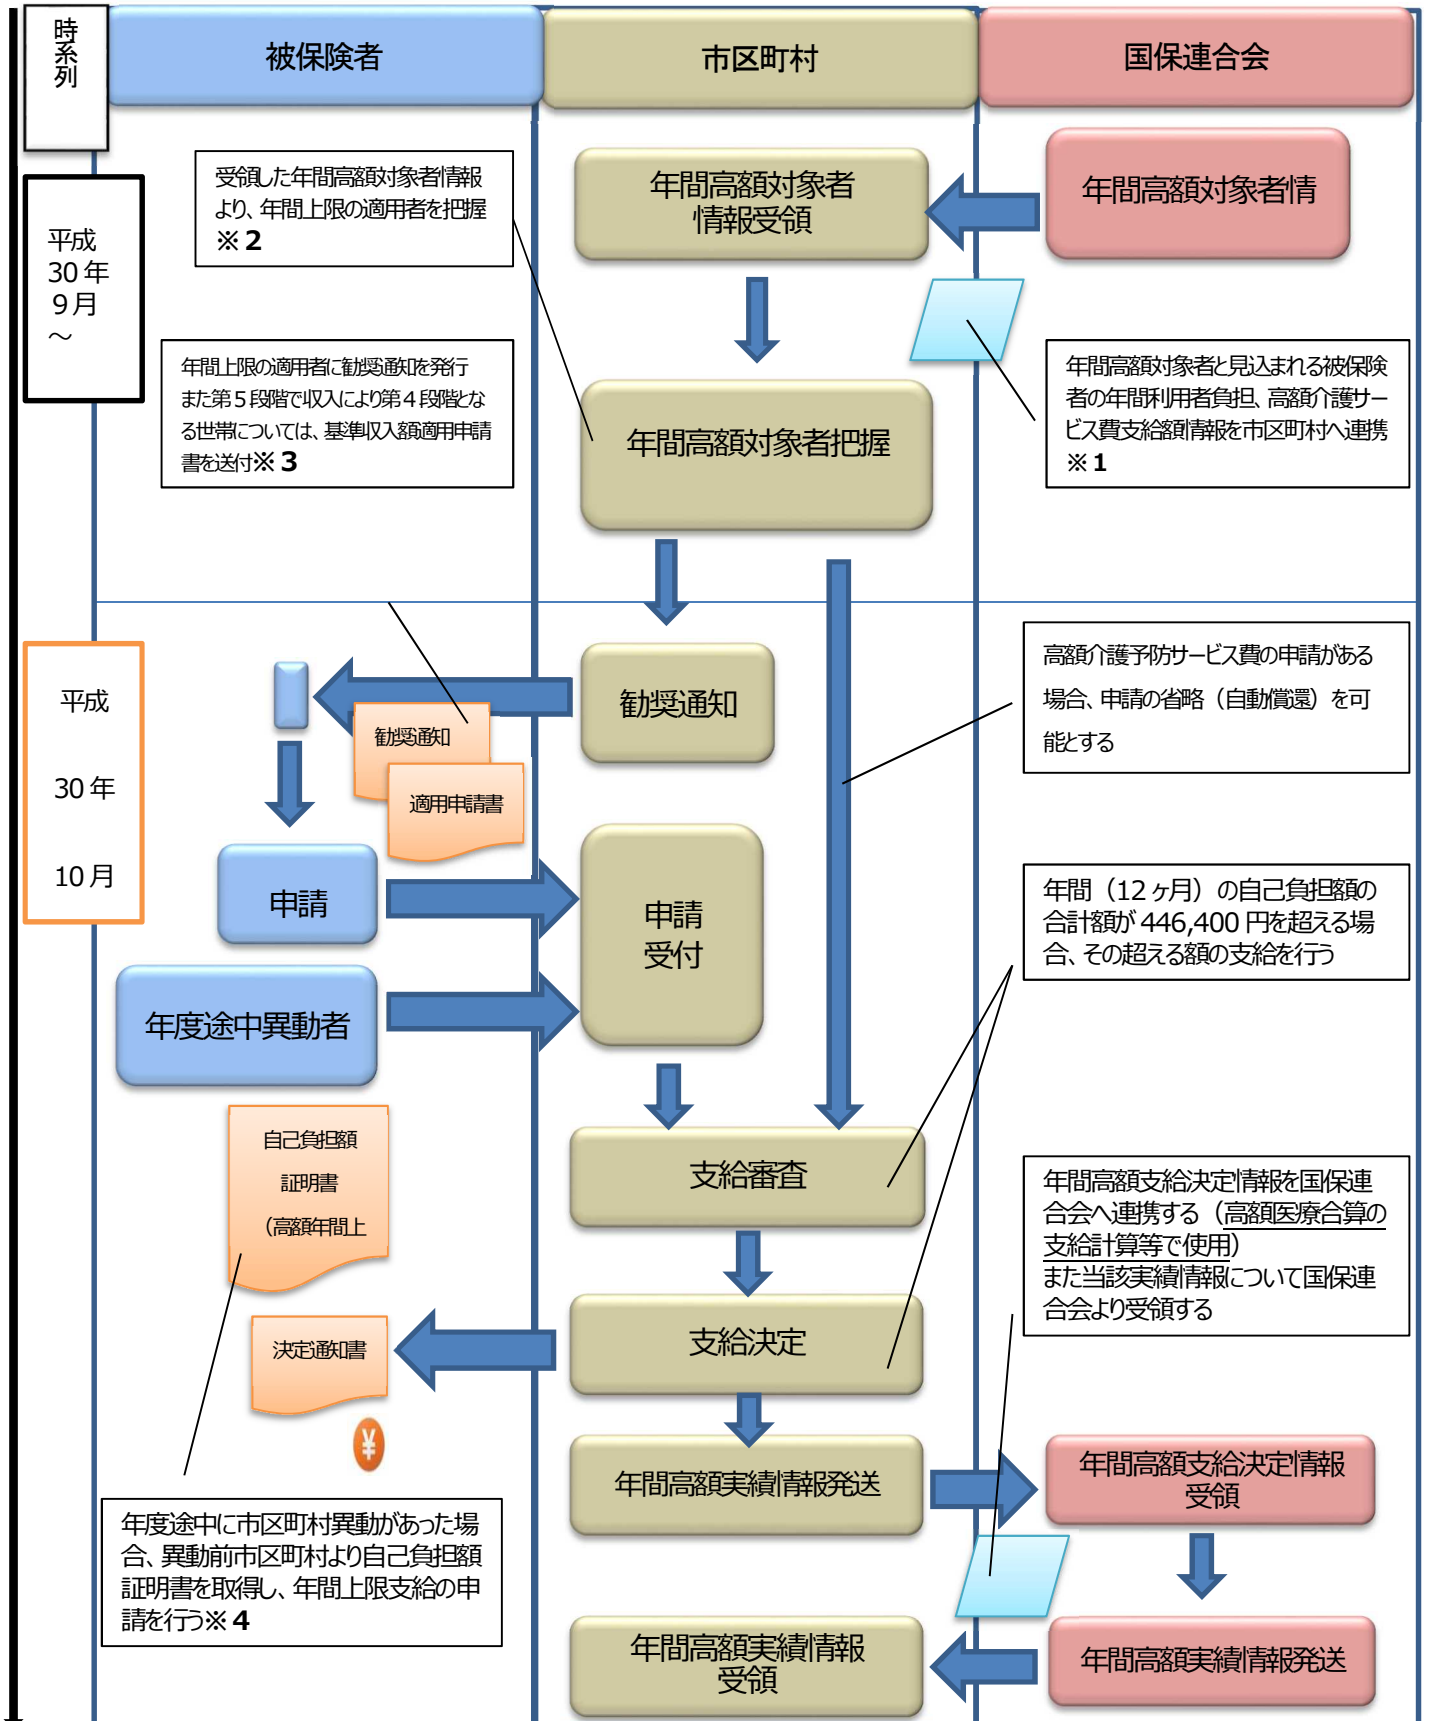 時系列
被保険者
市区町村
国保連合会
平成
30年
9月
～
受領した年間高額対象者情報
より、年間上限の適用者を把握
※2
年間高額対象者
情報受領
年間高額対象者情
年間上限の適用者に勧奨通知を発行
また第5段階で収入により第4段階とな
る世帯については、基準収入額適用申請
書を送付※3
年間高額対象者把握
年間高額対象者と見込まれる被保険
者の年間利用者負担、高額介護サー
ビス費支給額情報を市区町村へ連携
※1
平成
30年
10月
勧奨通知
勧奨通知
適用申請書
高額介護予防サービス費の申請がある
場合、申請の省略（自動償還）を可
能とする
申請
申請
受付
年間（12ヶ月）の自己負担額の
合計額が446,400円を超える場
合、その超える額の支給を行う
年度途中異動者
自己負担額
証明書
（高額年間上
支給審査
年間高額支給決定情報を国保連
合会へ連携する（高額医療合算の
支給計算等で使用）
また当該実績情報について国保連
合会より受領する
決定通知書
支給決定
¥
年間高額実績情報発送
年間高額支給決定情報
受領
年度途中に市区町村異動があった場
合、異動前市区町村より自己負担額
証明書を取得し、年間上限支給の申
請を行う※4
年間高額実績情報
受領
年間高額実績情報発送